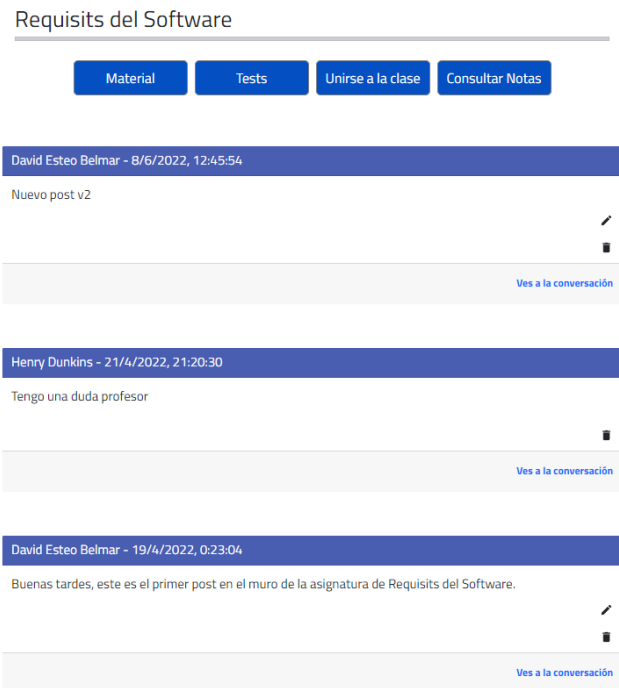 Requisits del Software
Material
Tests
Unirse a la clase
Consultar Notas
David Esteo Belmar - 8/6/2022, 12:45:54
Nuevo post v2
Ves a la conversación
Henry Dunkins - 21/4/2022, 21:20:30
Tengo una duda profesor
Ves a la conversación
David Esteo Belmar - 19/4/2022, 0:23:04
Buenas tardes, este es el primer post en el muro de la asignatura de Requisits del Software.
Ves a la conversación